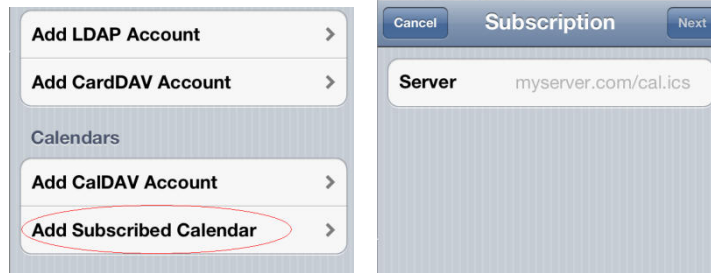 Add LDAP Account
Add CardDAV Account
Calendars
Add CalDAV Account
Add Subscribed Calendar
Cancel Subscription Next
Server myserver.com/cal.ics